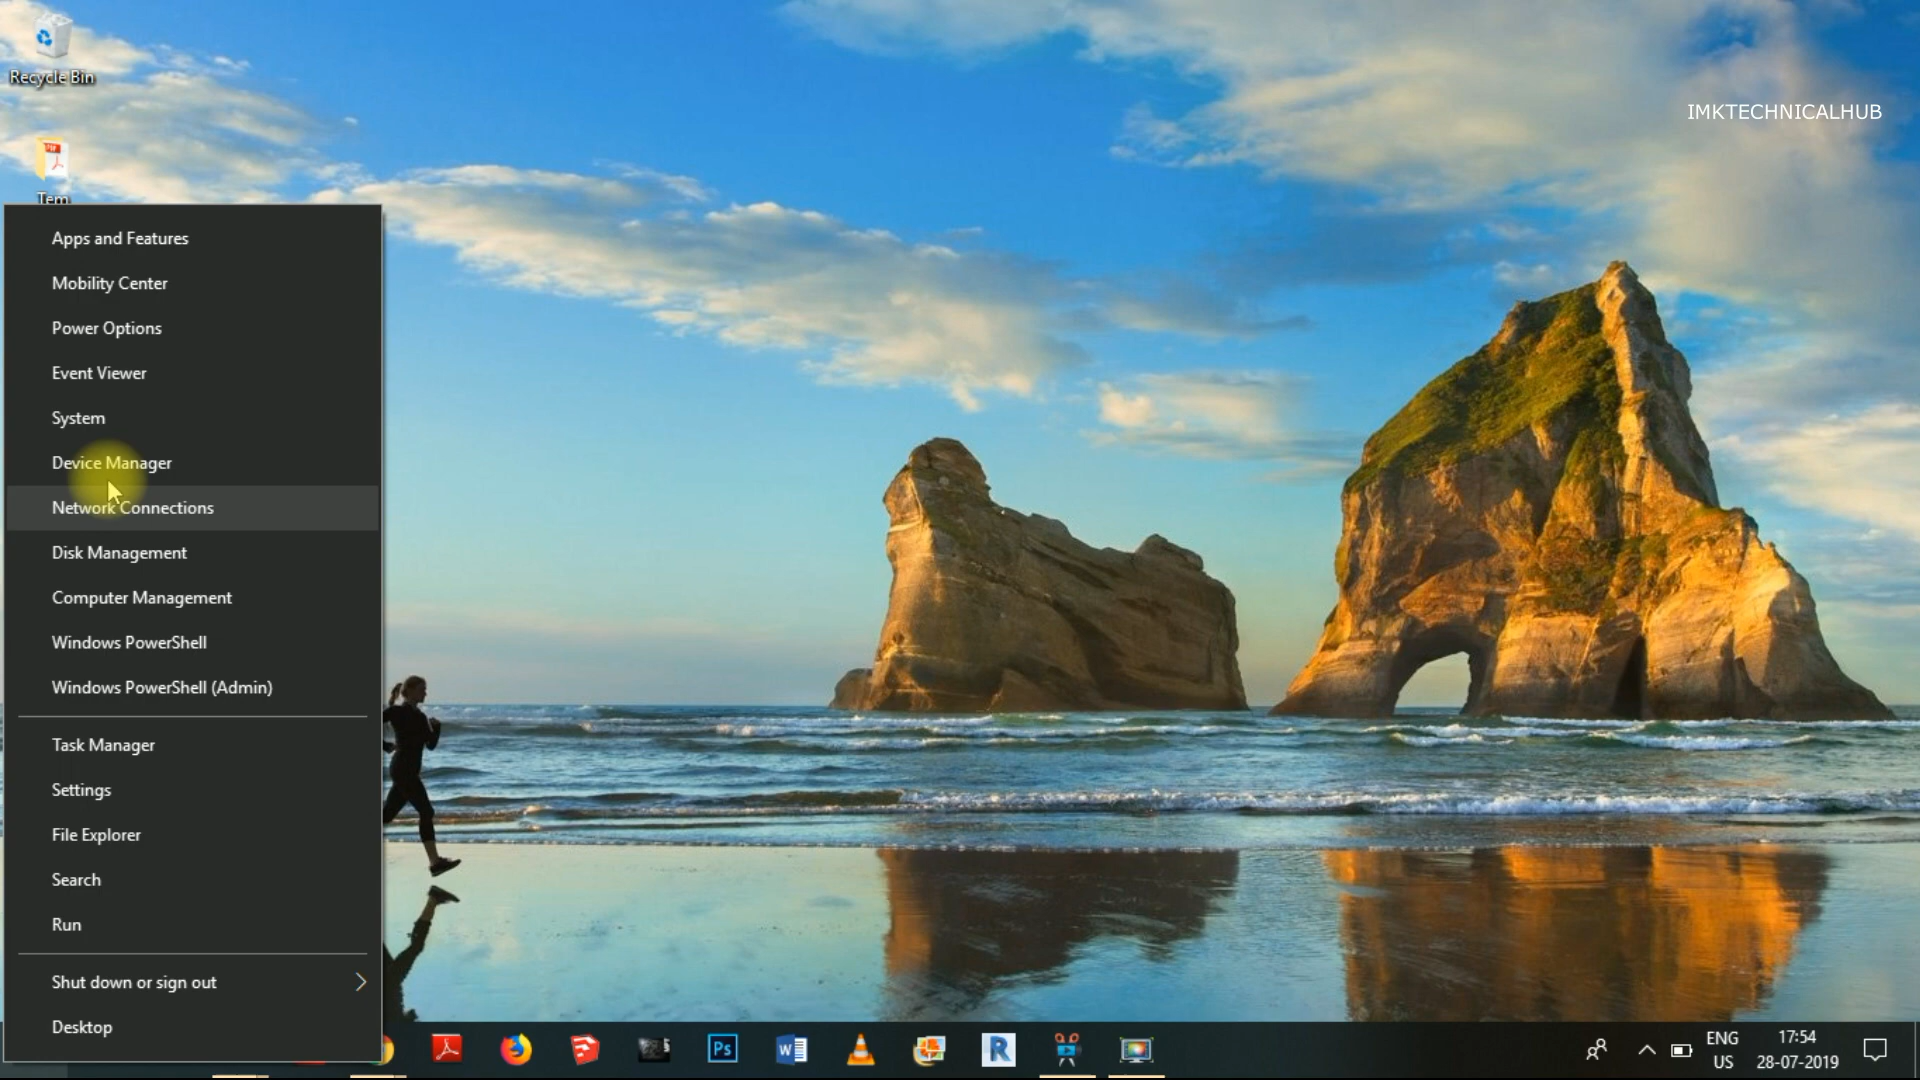 Recycle Bin
IMKTECHNICALHUB
Tem
Apps and Features
Mobility Center
Power Options
Event Viewer
System
Device Manager
Network Connections
Disk Management
Computer Management
Windows PowerShell
Windows PowerShell (Admin)
Task Manager
Settings
File Explorer
Search
Run
Shut down or sign out
Desktop
Ps
W
R
ENG
US
17:54
28-07-2019